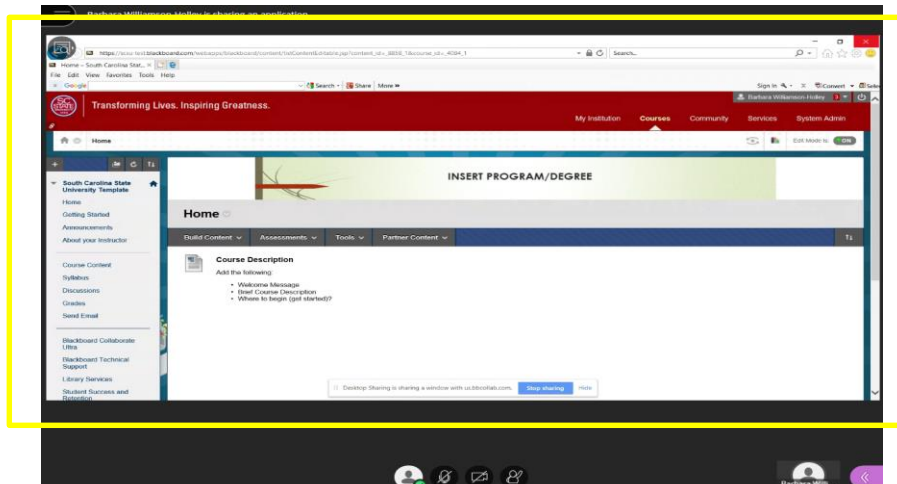 Barbara Williamson-Holley is sharing an application
Search...
Home - South Carolina Stat...
File Edit View Favorites Tools Help
Google
Search
Share
More
Sign In
Convert
Transforming Lives. Inspiring Greatness.
Barbara Williamson-Holley
My Institution
Courses
Community
Services
System Admin
Home
Edit Mode is: ON
South Carolina State
University Template
Home
Getting Started
Announcements
About your Instructor
Course Content
Syllabus
Discussions
Grades
Send Email
Blackboard Collaborate
Ultra
Blackboard Technical
Support
Library Services
Student Success and
Retention
INSERT PROGRAM/DEGREE
Home
Build Content
Assessments
Tools
Partner Content
Course Description
Add the following:
• Welcome Message
• Brief Course Description
• Where to begin (get started)?
Desktop Sharing is sharing a window with us.bbcollab.com.
Stop sharing
Hide